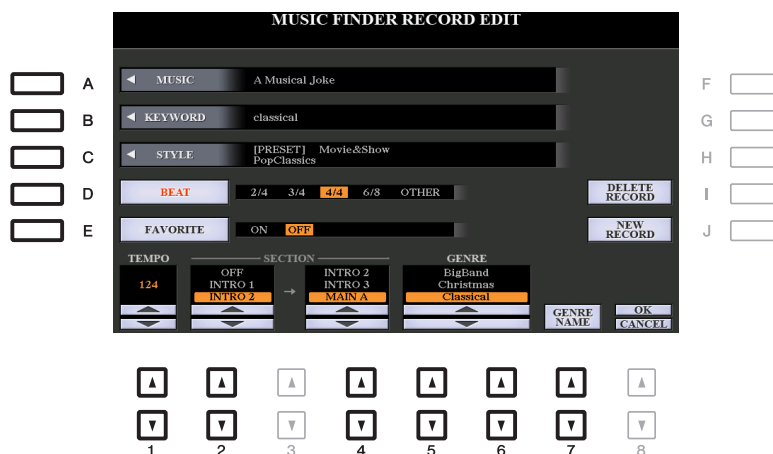 MUSIC FINDER RECORD EDIT
A
MUSIC
A Musical Joke
F
B
KEYWORD
classical
G
C
STYLE
[PRESET] Movie&Show
PopClassics
H
D
BEAT
2/4 3/4 4/4 6/8 OTHER
DELETE
RECORD
I
E
FAVORITE
ON OFF
NEW
RECORD
J
TEMPO
124
SECTION
OFF
INTRO 1
INTRO 2
→
INTRO 2
INTRO 3
MAIN A
GENRE
BigBand
Christmas
Classical
GENRE
NAME
OK
CANCEL
1 2 3 4 5 6 7 8